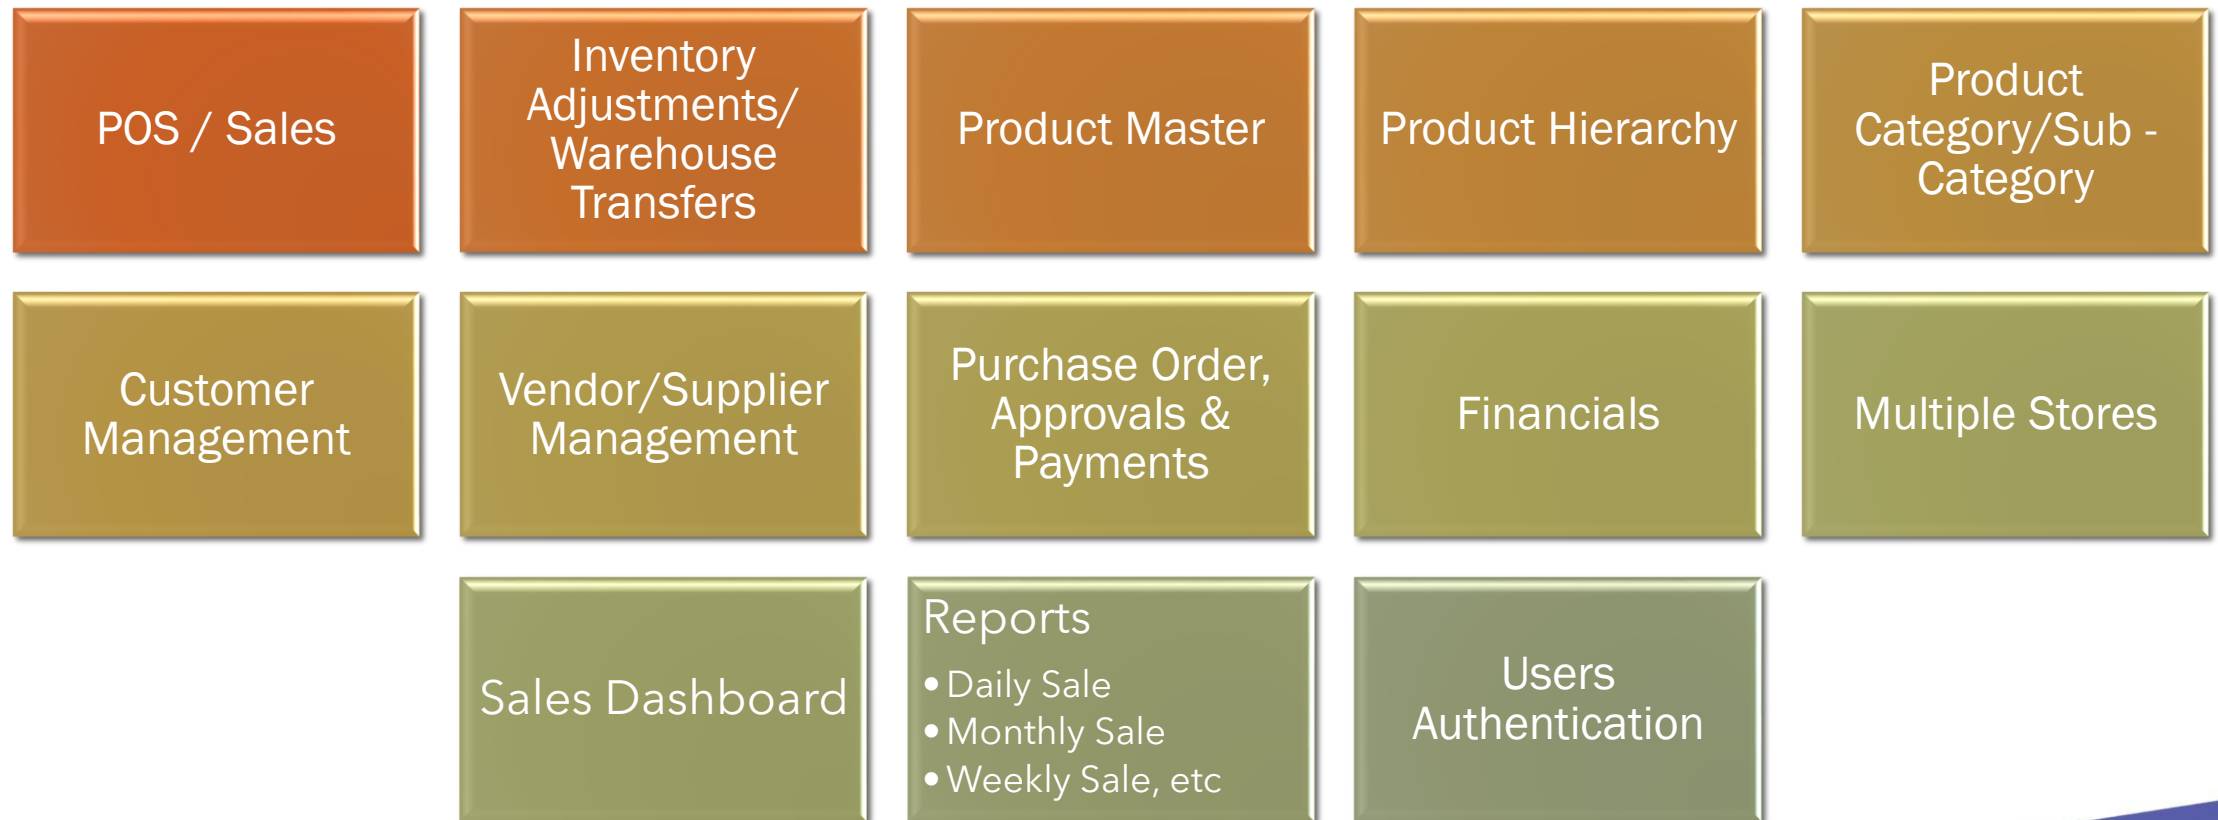 POS / Sales
Inventory
Adjustments/
Warehouse
Transfers
Product Master
Product Hierarchy
Product
Category/Sub -
Category
Customer
Management
Vendor/Supplier
Management
Purchase Order,
Approvals &
Payments
Financials
Multiple Stores
Sales Dashboard
Reports
• Daily Sale
• Monthly Sale
• Weekly Sale, etc
Users
Authentication